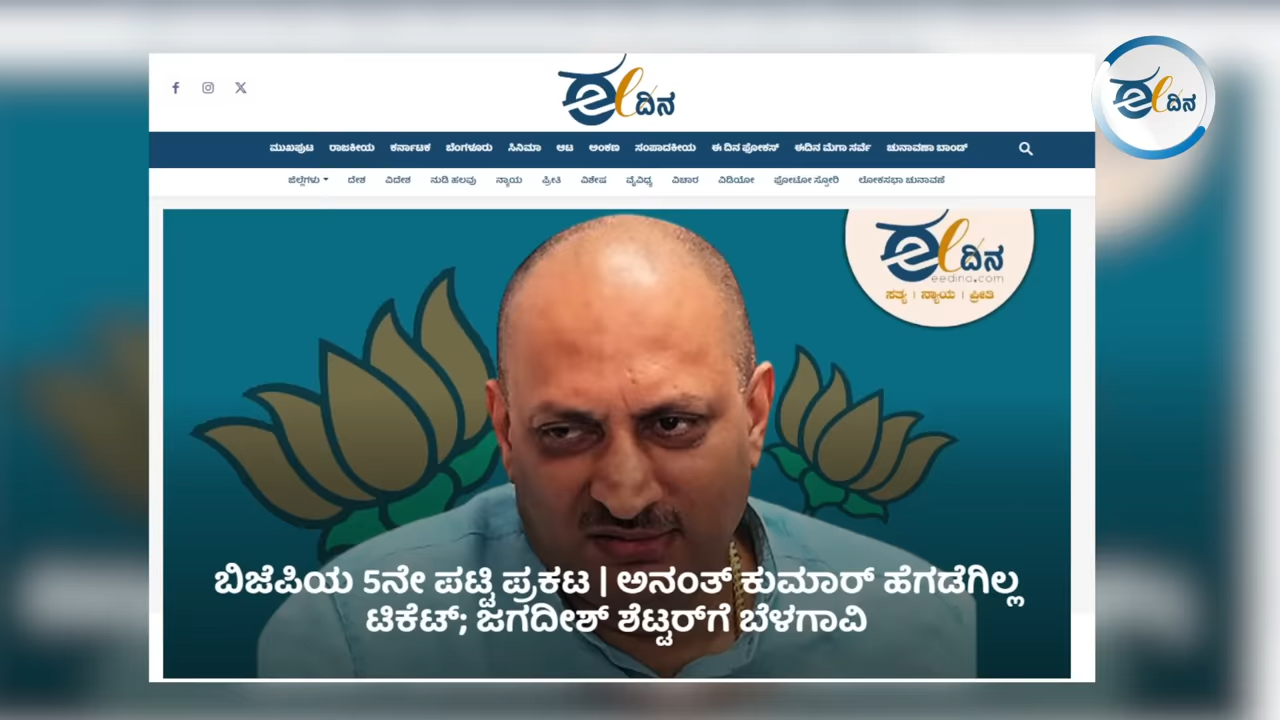 ಈ ದಿನ
ಈ ದಿನ
ಮುಖಪುಟ ರಾಜಕೀಯ ಕರ್ನಾಟಕ ಬೆಂಗಳೂರು ಸಿನಿಮಾ ಆಟ ಅಂಕಣ ಸಂಪಾದಕೀಯ ಈ ದಿನ ಫೋಕಸ್ ಈದಿನ ಮೆಗಾ ಸರ್ವೆ ಚುನಾವಣಾ ಬಾಂಡ್
ಜಿಲ್ಲೆಗಳು ದೇಶ ವಿದೇಶ ನುಡಿ ಹಲವು ನ್ಯಾಯ ಪ್ರೀತಿ ವಿಶೇಷ ವೈವಿಧ್ಯ ವಿಚಾರ ವಿಡಿಯೋ ಫೋಟೋ ಸ್ಟೋರಿ ಲೋಕಸಭಾ ಚುನಾವಣೆ
ಈ ದಿನ
eedina.com
ಸತ್ಯ | ನ್ಯಾಯ | ಪ್ರೀತಿ
ಬಿಜೆಪಿಯ 5ನೇ ಪಟ್ಟಿ ಪ್ರಕಟ | ಅನಂತ್ ಕುಮಾರ್ ಹೆಗಡೆಗಿಲ್ಲ
ಟಿಕೆಟ್; ಜಗದೀಶ್ ಶೆಟ್ಟರ್‌ಗೆ ಬೆಳಗಾವಿ